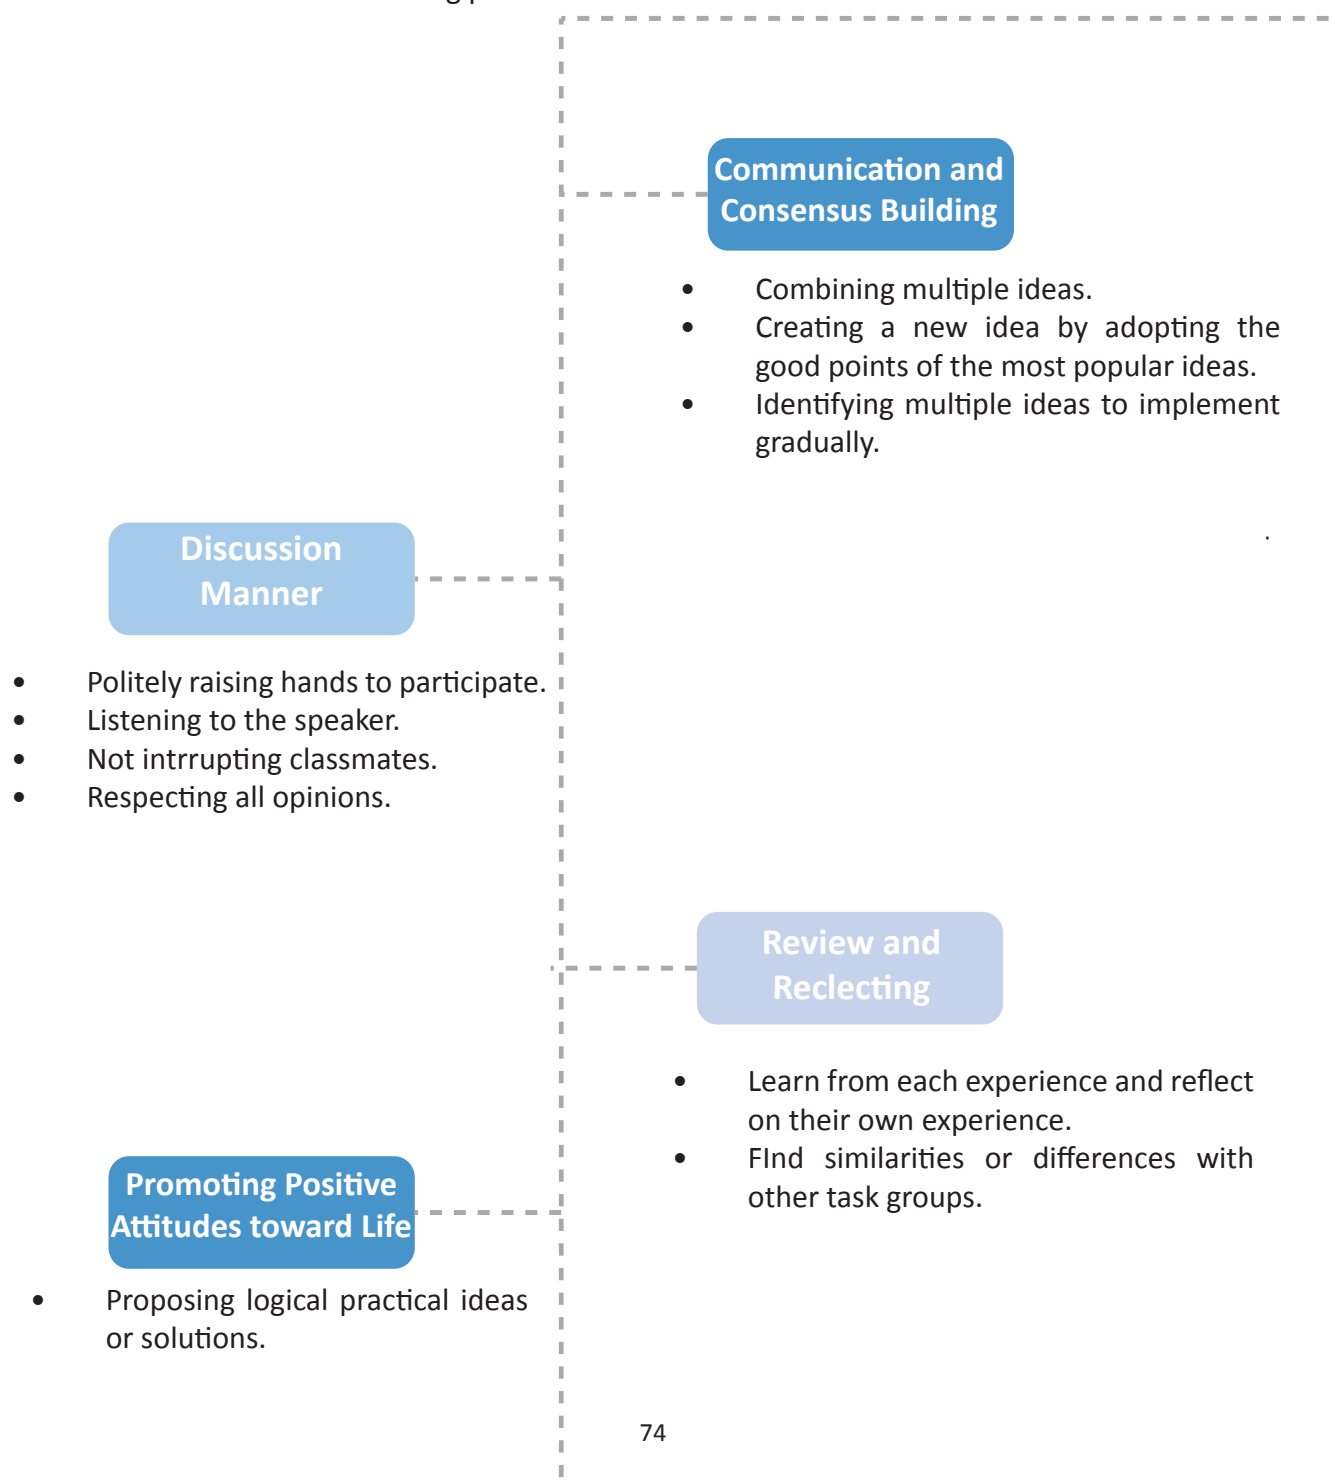 Communication and
Consensus Building
• Combining multiple ideas.
• Creating a new idea by adopting the
good points of the most popular ideas.
• Identifying multiple ideas to implement
gradually.
.
Discussion
Manner
• Politely raising hands to participate.
• Listening to the speaker.
• Not intrrupting classmates.
• Respecting all opinions.
Review and
Reclecting
• Learn from each experience and reflect
on their own experience.
• FInd similarities or differences with
other task groups.
Promoting Positive
Attitudes toward Life
• Proposing logical practical ideas
or solutions.
74